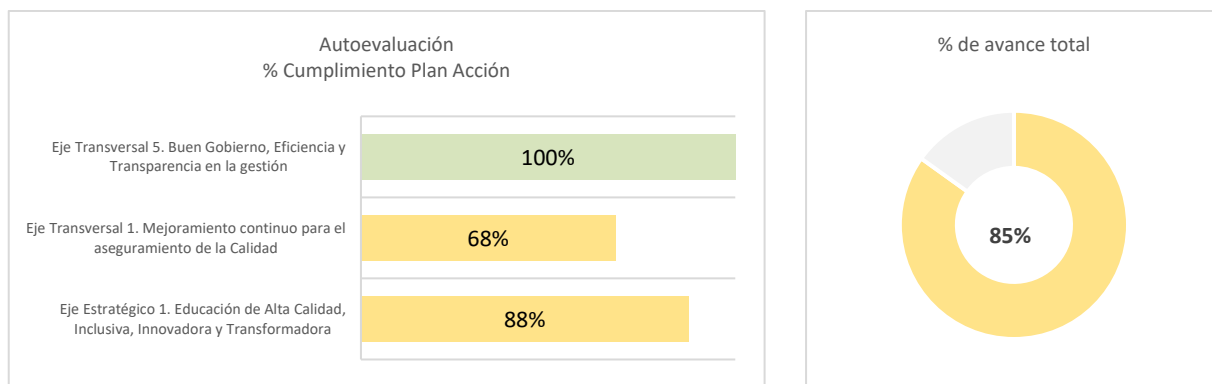 Autoevaluación
% Cumplimiento Plan Acción
Eje Transversal 5. Buen Gobierno, Eficiencia y
Transparencia en la gestión
100%
Eje Transversal 1. Mejoramiento continuo para el
aseguramiento de la Calidad
68%
Eje Estratégico 1. Educación de Alta Calidad,
Inclusiva, Innovadora y Transformadora
88%
% de avance total
85%